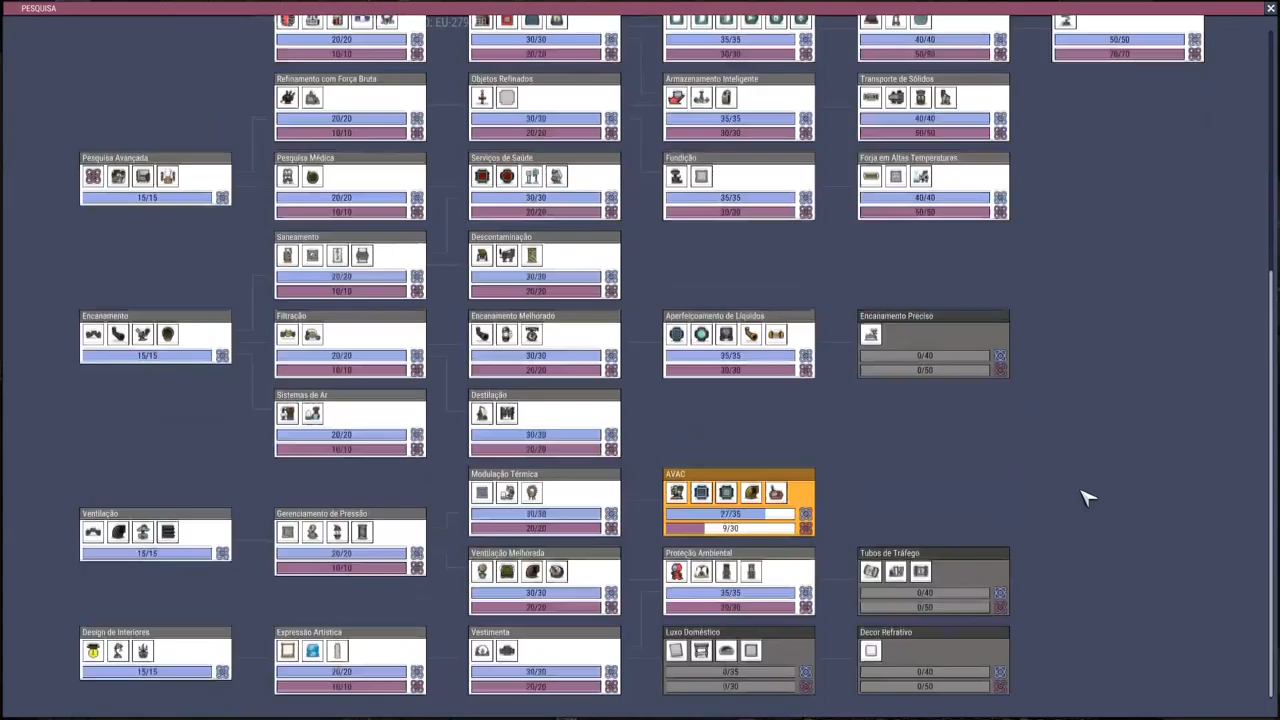 PESQUISA
20/20
30/30
35/35
40/40
50/50
10/10
20/20
30/30
50/50
70/70
Refinamento com Força Bruta
Objetos Refinados
Armazenamento Inteligente
Transporte de Sólidos
20/20
30/30
35/35
40/40
10/10
20/20
30/30
50/50
Pesquisa Avançada
Pesquisa Médica
Serviços de Saúde
Fundição
Forja em Altas Temperaturas
15/15
20/20
30/30
35/35
40/40
10/10
20/20
30/30
50/50
Saneamento
Descontaminação
20/20
30/30
10/10
20/20
Encanamento
Filtração
Encanamento Melhorado
Aperfeiçoamento de Líquidos
Encanamento Preciso
15/15
20/20
30/30
35/35
0/40
10/10
20/20
30/30
0/50
Sistemas de Ar
Destilação
20/20
30/30
10/10
20/20
Modulação Térmica
AVAC
30/30
27/35
20/20
9/30
Ventilação
Gerenciamento de Pressão
15/15
20/20
10/10
Ventilação Melhorada
Proteção Ambiental
Tubos de Tráfego
30/30
35/35
0/40
20/20
30/30
0/50
Design de Interiores
Expressão Artística
Vestimenta
Luxo Doméstico
Decor Refrativo
15/15
20/20
30/30
0/35
0/40
10/10
20/20
0/30
0/50